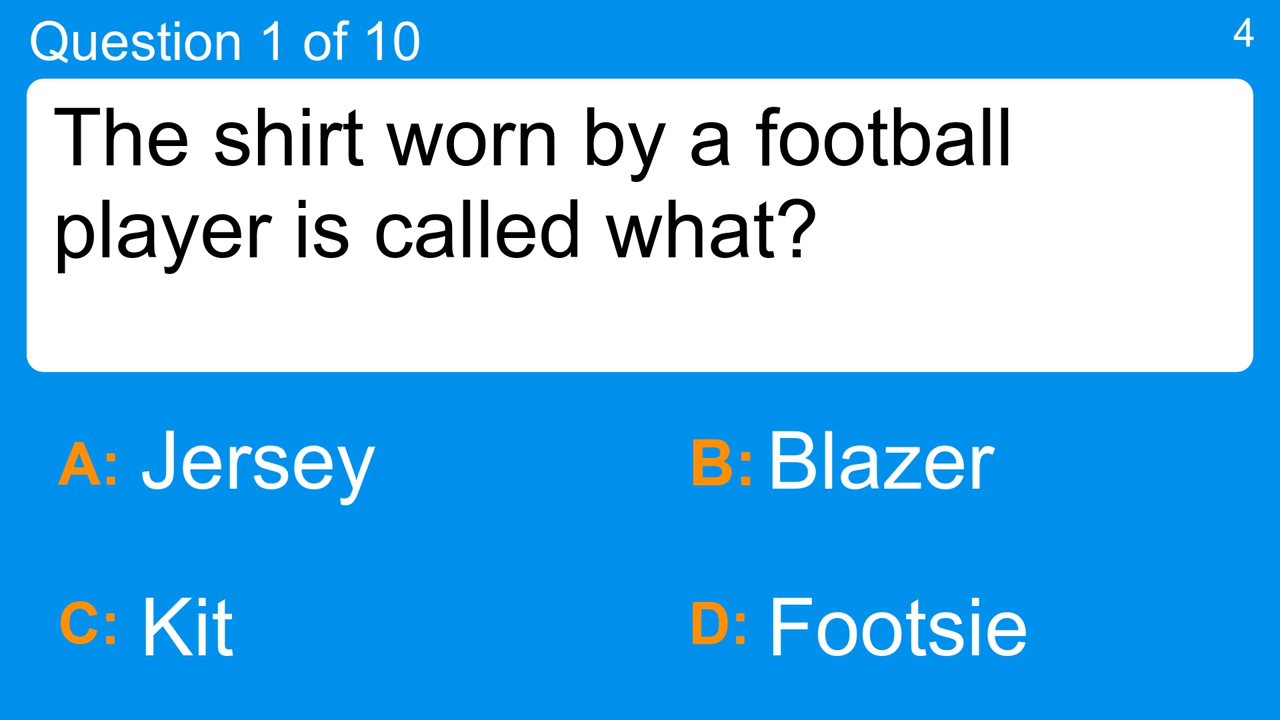 Question 1 of 10
4
The shirt worn by a football
player is called what?
A: Jersey
B: Blazer
C: Kit
D: Footsie